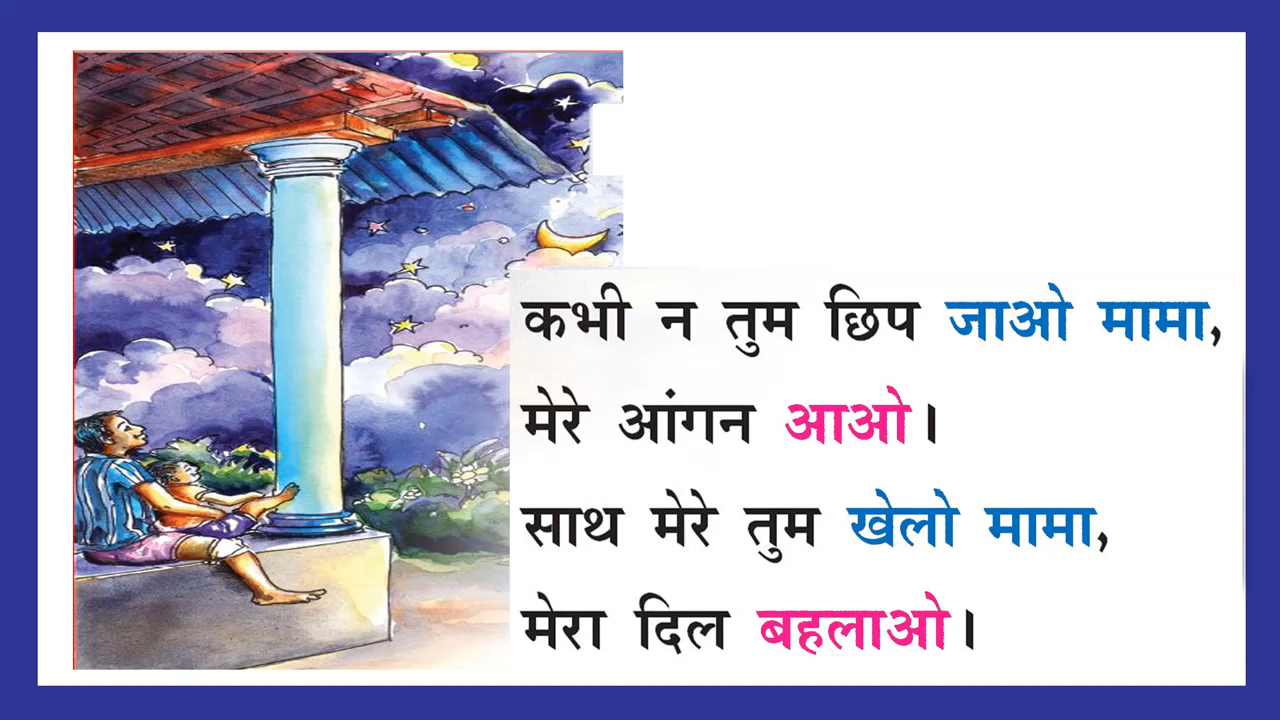 कभी न तुम छिप जाओ मामा,
मेरे आंगन आओ।
साथ मेरे तुम खेलो मामा,
मेरा दिल बहलाओ।